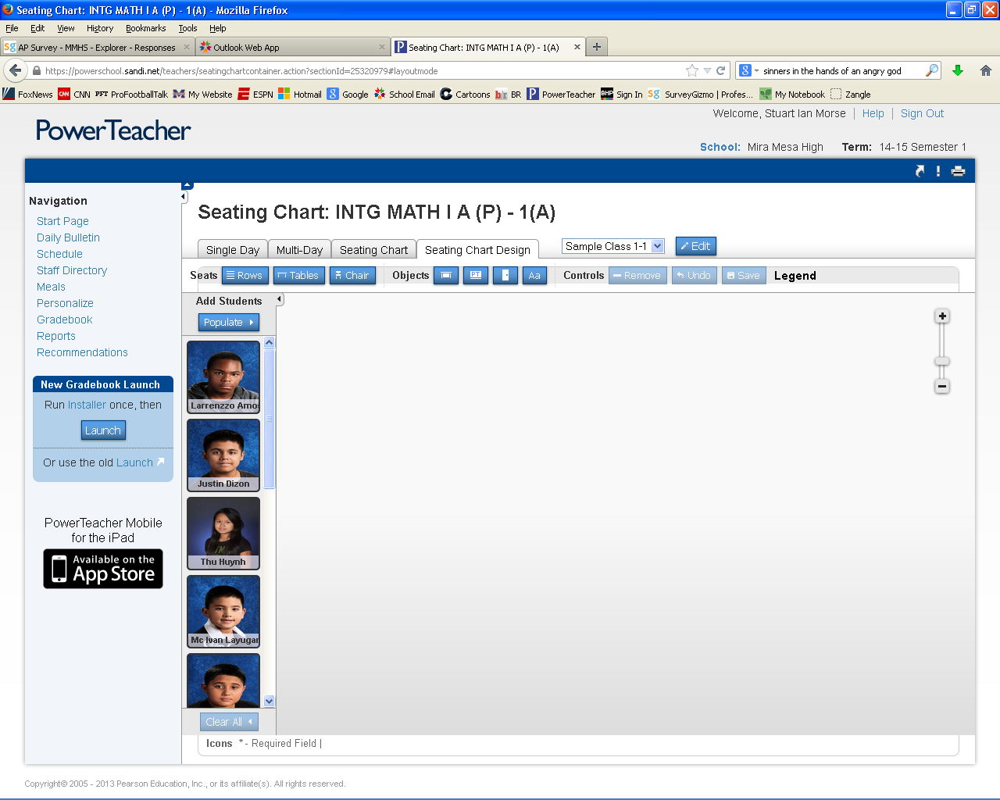 Seating Chart: INTG MATH I A (P) - 1(A) - Mozilla Firefox
File Edit View History Bookmarks Tools Help
AP Survey - MMHS - Explorer - Responses Outlook Web App Seating Chart: INTG MATH I A (P) - 1(A)
https://powerschool.sandi.net/teachers/seatingchartcontainer.action?sectionId=25320979#layoutmode sinners in the hands of an angry god
FoxNews CNN ProFootballTalk My Website ESPN Hotmail Google School Email Cartoons BR PowerTeacher Sign In SurveyGizmo | Profes... My Notebook Zangle
PowerTeacher
Welcome, Stuart Ian Morse | Help | Sign Out
School: Mira Mesa High Term: 14-15 Semester 1
Navigation
Start Page
Daily Bulletin
Schedule
Staff Directory
Meals
Personalize
Gradebook
Reports
Recommendations
New Gradebook Launch
Run Installer once, then
Launch
Or use the old Launch
PowerTeacher Mobile
for the iPad
Available on the
App Store
Seating Chart: INTG MATH I A (P) - 1(A)
Single Day Multi-Day Seating Chart Seating Chart Design Sample Class 1-1 Edit
Seats Rows Tables Chair Objects PT Aa Controls Remove Undo Save Legend
Add Students
Populate
Larrenzzo Amos
Justin Dizon
Thu Huynh
Mc Ivan Layugan
Clear All
Icons * - Required Field |
Copyright© 2005 - 2013 Pearson Education, Inc., or its affiliate(s). All rights reserved.